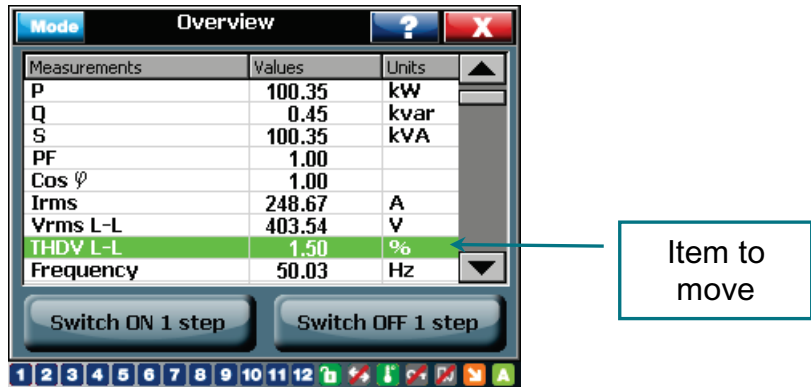 Mode Overview ? X
Measurements Values Units
P 100.35 kW
Q 0.45 kvar
S 100.35 kVA
PF 1.00
Cos φ 1.00
Irms 248.67 A
Vrms L-L 403.54 V
THDV L-L 1.50 %
Frequency 50.03 Hz
Item to
move
Switch ON 1 step Switch OFF 1 step
1 2 3 4 5 6 7 8 9 10 11 12 A